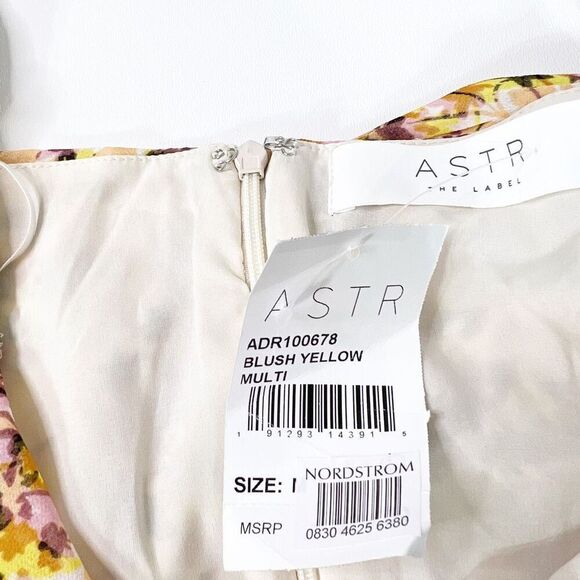 ASTR
THE LABEL
ASTR
ADR100678
BLUSH YELLOW
MULTI
1 91293 14391 5
SIZE:
NORDSTROM
MSRP
0830 4625 6380